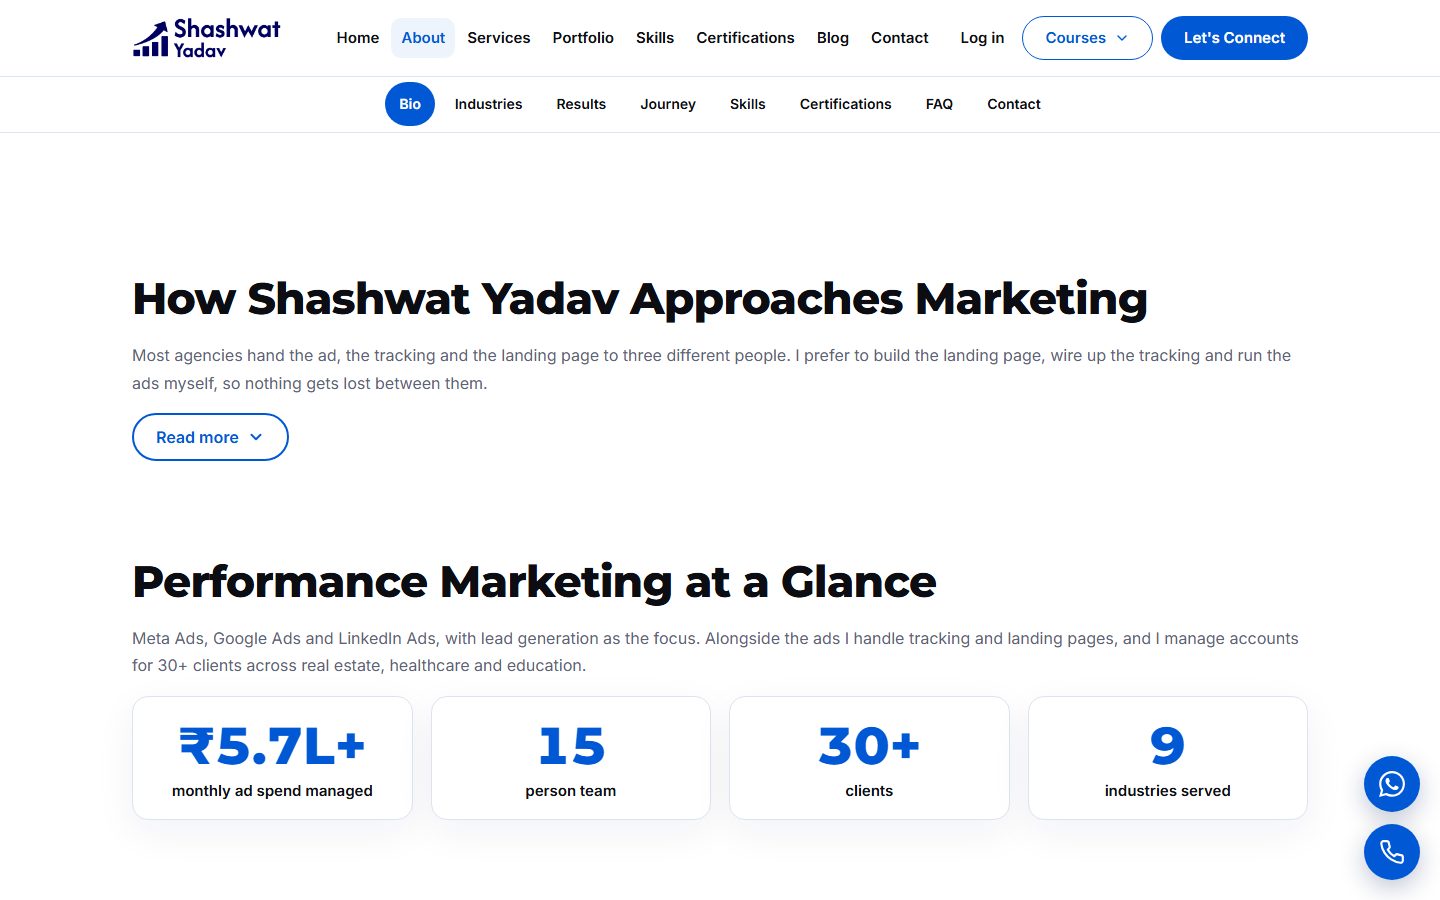 Shashwat
Yadav
Home About Services Portfolio Skills Certifications Blog Contact Log in Courses Let's Connect
Bio Industries Results Journey Skills Certifications FAQ Contact
How Shashwat Yadav Approaches Marketing
Most agencies hand the ad, the tracking and the landing page to three different people. I prefer to build the landing page, wire up the tracking and run the
ads myself, so nothing gets lost between them.
Read more
Performance Marketing at a Glance
Meta Ads, Google Ads and LinkedIn Ads, with lead generation as the focus. Alongside the ads I handle tracking and landing pages, and I manage accounts
for 30+ clients across real estate, healthcare and education.
₹5.7L+ 15 30+ 9
monthly ad spend managed person team clients industries served